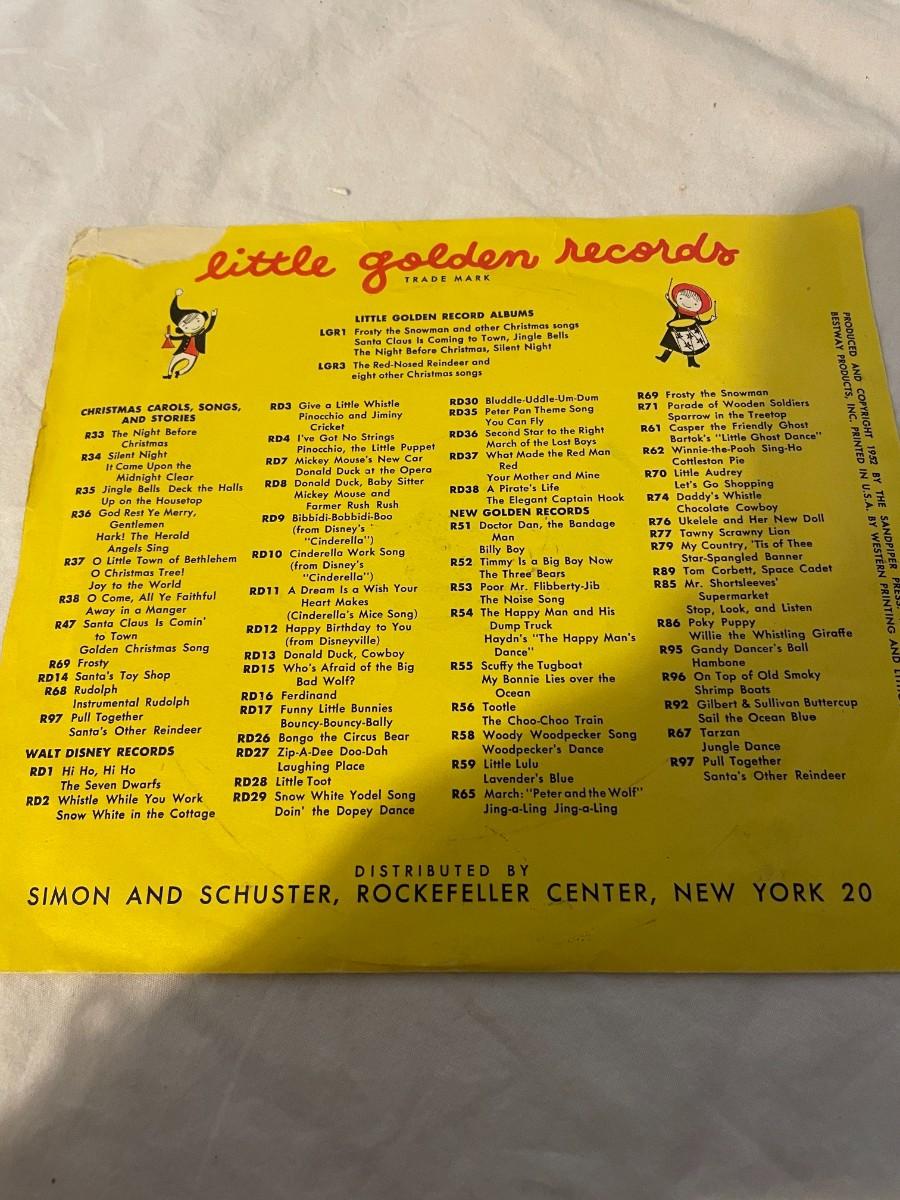 little golden records
TRADE MARK
LITTLE GOLDEN RECORD ALBUMS
LGR1 Frosty the Snowman and other Christmas songs
Santa Claus Is Coming to Town, Jingle Bells
The Night Before Christmas, Silent Night
LGR3 The Red-Nosed Reindeer and
eight other Christmas songs
CHRISTMAS CAROLS, SONGS,
AND STORIES
R33 The Night Before
Christmas
R34 Silent Night
It Came Upon the
Midnight Clear
R35 Jingle Bells Deck the Halls
Up on the Housetop
R36 God Rest Ye Merry,
Gentlemen
Hark! The Herald
Angels Sing
R37 O Little Town of Bethlehem
O Christmas Tree!
Joy to the World
R38 O Come, All Ye Faithful
Away in a Manger
R47 Santa Claus Is Comin'
to Town
Golden Christmas Song
R69 Frosty
RD14 Santa's Toy Shop
R68 Rudolph
Instrumental Rudolph
R97 Pull Together
Santa's Other Reindeer
WALT DISNEY RECORDS
RD1 Hi Ho, Hi Ho
The Seven Dwarfs
RD2 Whistle While You Work
Snow White in the Cottage
RD3 Give a Little Whistle
Pinocchio and Jiminy
Cricket
RD4 I've Got No Strings
Pinocchio, the Little Puppet
RD7 Mickey Mouse's New Car
Donald Duck at the Opera
RD8 Donald Duck, Baby Sitter
Mickey Mouse and
Farmer Rush Rush
RD9 Bibbidi-Bobbidi-Boo
(from Disney's
"Cinderella")
RD10 Cinderella Work Song
(from Disney's
"Cinderella")
RD11 A Dream Is a Wish Your
Heart Makes
(Cinderella's Mice Song)
RD12 Happy Birthday to You
(from Disneyville)
RD13 Donald Duck, Cowboy
RD15 Who's Afraid of the Big
Bad Wolf?
RD16 Ferdinand
RD17 Funny Little Bunnies
Bouncy-Bouncy-Bally
RD26 Bongo the Circus Bear
RD27 Zip-A-Dee Doo-Dah
Laughing Place
RD28 Little Toot
RD29 Snow White Yodel Song
Doin' the Dopey Dance
RD30 Bluddle-Uddle-Um-Dum
RD35 Peter Pan Theme Song
You Can Fly
RD36 Second Star to the Right
March of the Lost Boys
RD37 What Made the Red Man
Red
Your Mother and Mine
RD38 A Pirate's Life
The Elegant Captain Hook
NEW GOLDEN RECORDS
R51 Doctor Dan, the Bandage
Man
Billy Boy
R52 Timmy Is a Big Boy Now
The Three Bears
R53 Poor Mr. Flibberty-Jib
The Noise Song
R54 The Happy Man and His
Dump Truck
Haydn's "The Happy Man's
Dance"
R55 Scuffy the Tugboat
My Bonnie Lies over the
Ocean
R56 Tootle
The Choo-Choo Train
R58 Woody Woodpecker Song
Woodpecker's Dance
R59 Little Lulu
Lavender's Blue
R65 March: "Peter and the Wolf"
Jing-a-Ling Jing-a-Ling
R69 Frosty the Snowman
R71 Parade of Wooden Soldiers
Sparrow in the Treetop
R61 Casper the Friendly Ghost
Bartok's "Little Ghost Dance"
R62 Winnie-the-Pooh Sing-Ho
Cottleston Pie
R70 Little Audrey
Let's Go Shopping
R74 Daddy's Whistle
Chocolate Cowboy
R76 Ukelele and Her New Doll
R77 Tawny Scrawny Lion
R79 My Country, 'Tis of Thee
Star-Spangled Banner
R89 Tom Corbett, Space Cadet
R85 Mr. Shortsleeves'
Supermarket
Stop, Look, and Listen
R86 Poky Puppy
Willie the Whistling Giraffe
R95 Gandy Dancer's Ball
Hambone
R96 On Top of Old Smoky
Shrimp Boats
R92 Gilbert & Sullivan Buttercup
Sail the Ocean Blue
R67 Tarzan
Jungle Dance
R97 Pull Together
Santa's Other Reindeer
PRODUCED AND COPYRIGHT 1952 BY THE SANDPIPER PRESS
BESTWAY PRODUCTS, INC. PRINTED IN U.S.A. BY WESTERN PRINTING AND
DISTRIBUTED BY
SIMON AND SCHUSTER, ROCKEFELLER CENTER, NEW YORK 20